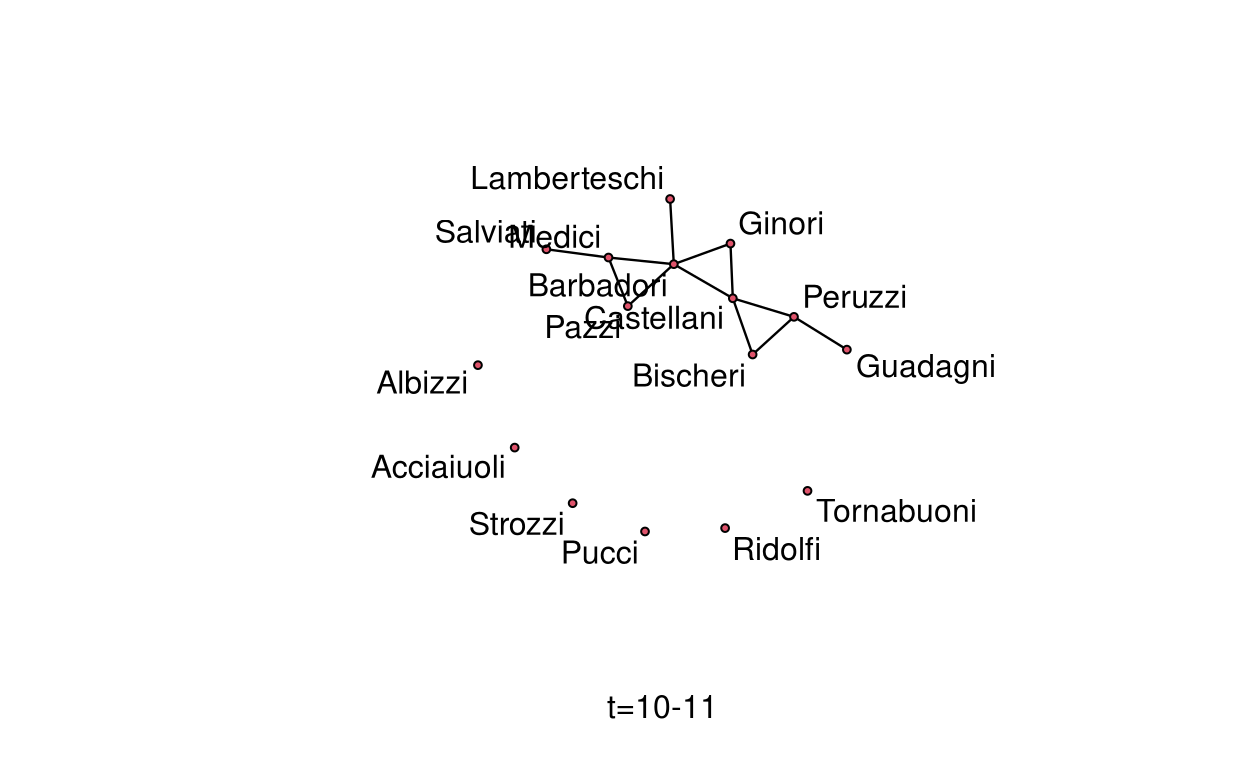 Lamberteschi
Ginori
Salviati
Medici
Barbadori
Peruzzi
Castellani
Pazzi
Guadagni
Bischeri
Albizzi
Acciaiuoli
Tornabuoni
Strozzi
Ridolfi
Pucci
t=10-11